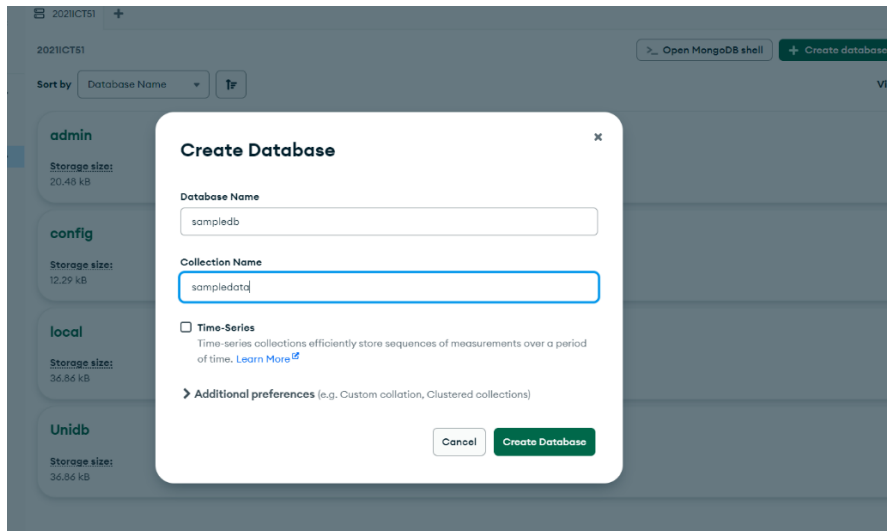 2021ICT51 +
2021ICT51
>_ Open MongoDB shell
+ Create database
Sort by Database Name
Vi
admin
Storage size:
20.48 kB
config
Storage size:
12.29 kB
local
Storage size:
36.86 kB
Unidb
Storage size:
36.86 kB
Create Database
Database Name
sampledb
Collection Name
sampledata
Time-Series
Time-series collections efficiently store sequences of measurements over a period
of time. Learn More
Additional preferences (e.g. Custom collation, Clustered collections)
Cancel
Create Database